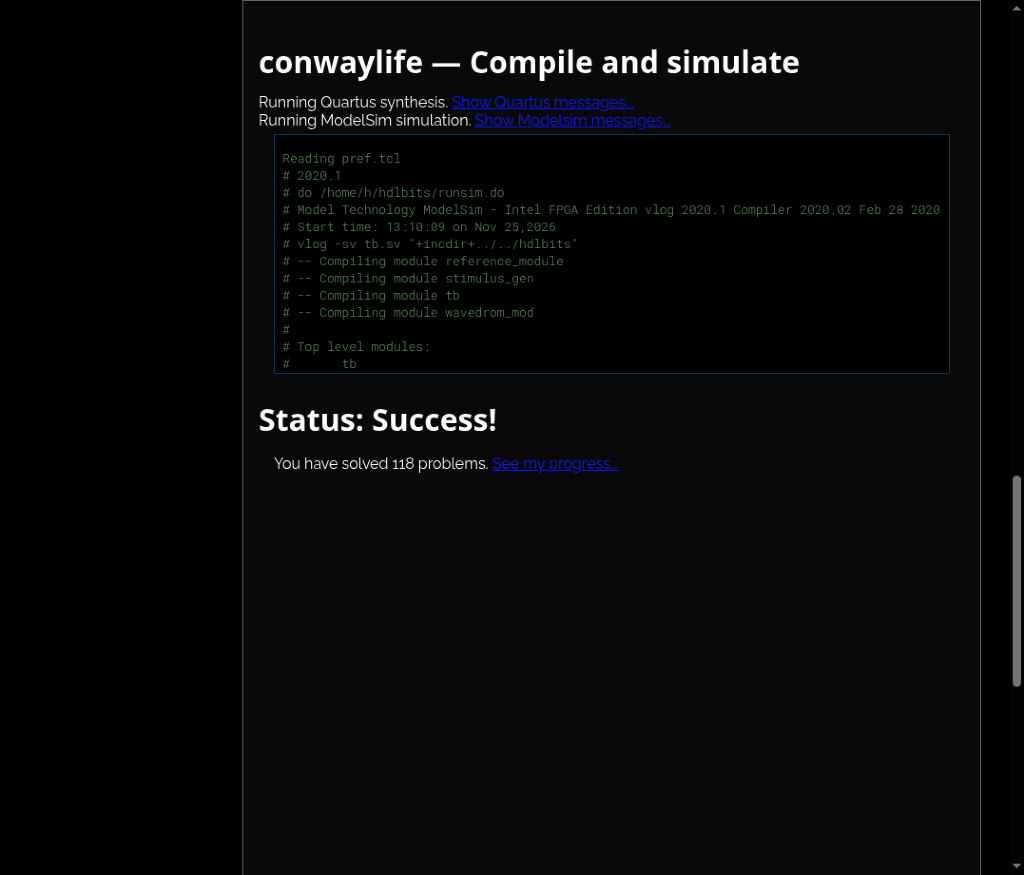 conwaylife — Compile and simulate
Running Quartus synthesis. Show Quartus messages...
Running ModelSim simulation. Show Modelsim messages...
Reading pref.tcl
# 2020.1
# do /home/h/hdlbits/runsim.do
# Model Technology ModelSim - Intel FPGA Edition vlog 2020.1 Compiler 2020.02 Feb 28 2020
# Start time: 13:10:09 on Nov 25,2026
# vlog -sv tb.sv "+incdir+../../hdlbits"
# -- Compiling module reference_module
# -- Compiling module stimulus_gen
# -- Compiling module tb
# -- Compiling module wavedrom_mod
#
# Top level modules:
# tb
Status: Success!
You have solved 118 problems. See my progress...